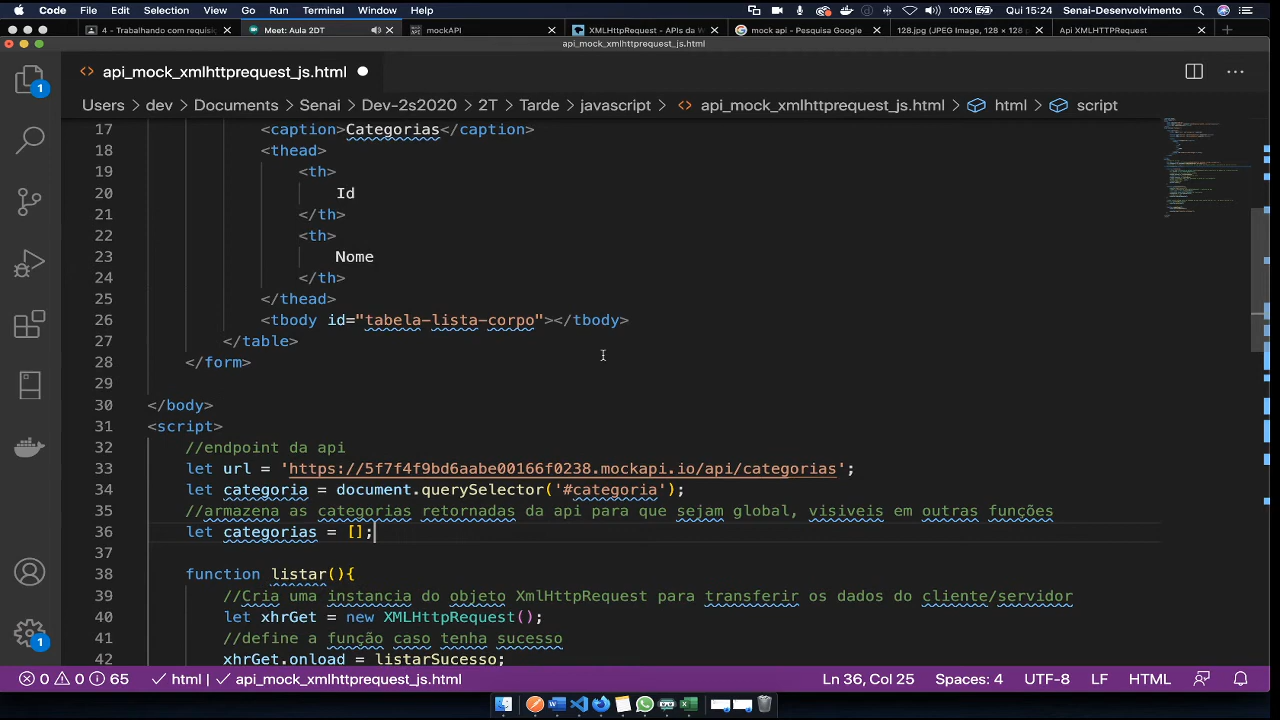 Code File Edit Selection View Go Run Terminal Window Help 100% Qui 15:24 Senai-Desenvolvimento
4 - Trabalhando com requisiç Meet: Aula 2DT mockAPI XMLHttpRequest - APIs da W mock api - Pesquisa Google 128.jpg (JPEG Image, 128 × 128 p Api XMLHTTPRequest
api_mock_xmlhttprequest_js.html
api_mock_xmlhttprequest_js.html
Users > dev > Documents > Senai > Dev-2s2020 > 2T > Tarde > javascript > api_mock_xmlhttprequest_js.html > html > script
17 <caption>Categorias</caption>
18 <thead>
19 <th>
20 Id
21 </th>
22 <th>
23 Nome
24 </th>
25 </thead>
26 <tbody id="tabela-lista-corpo"></tbody>
27 </table>
28 </form>
29
30 </body>
31 <script>
32 //endpoint da api
33 let url = 'https://5f7f4f9bd6aabe00166f0238.mockapi.io/api/categorias';
34 let categoria = document.querySelector('#categoria');
35 //armazena as categorias retornadas da api para que sejam global, visiveis em outras funções
36 let categorias = [];
37
38 function listar(){
39 //Cria uma instancia do objeto XmlHttpRequest para transferir os dados do cliente/servidor
40 let xhrGet = new XMLHttpRequest();
41 //define a função caso tenha sucesso
42 xhrGet.onload = listarSucesso;
1
1
0 0 65 html | api_mock_xmlhttprequest_js.html Ln 36, Col 25 Spaces: 4 UTF-8 LF HTML